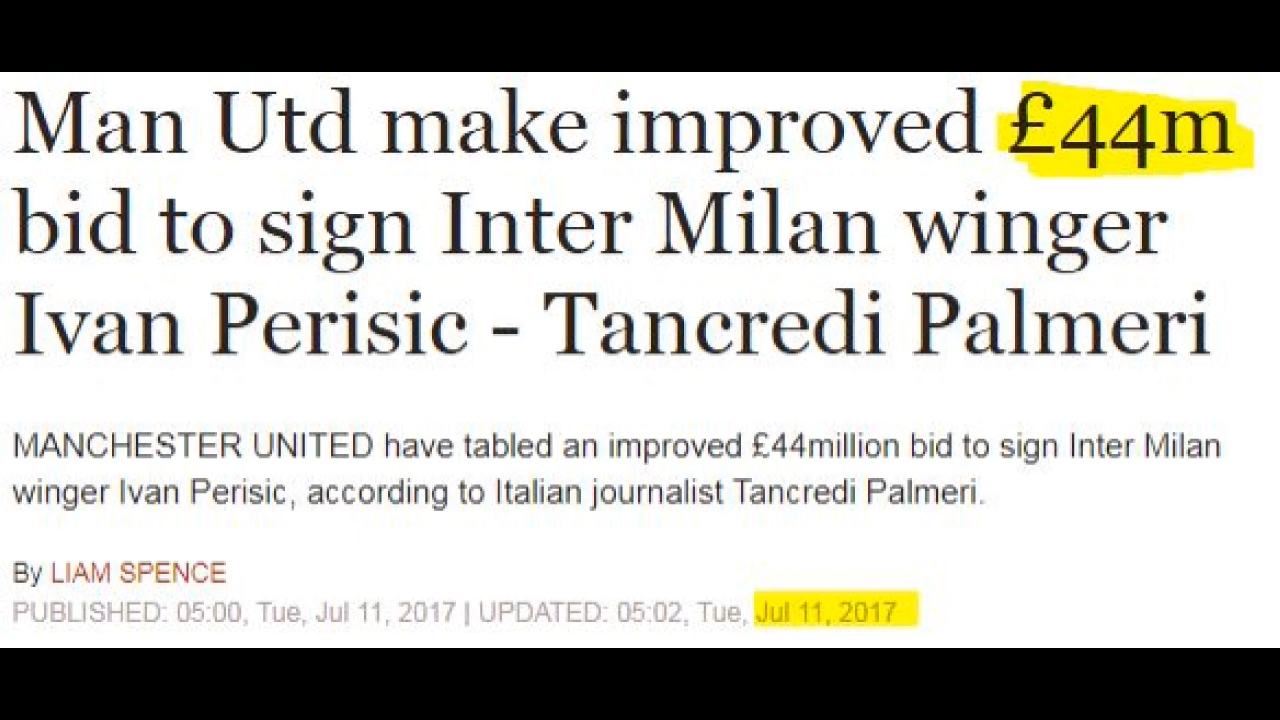 Man Utd make improved £44m
bid to sign Inter Milan winger
Ivan Perisic - Tancredi Palmeri
MANCHESTER UNITED have tabled an improved £44million bid to sign Inter Milan
winger Ivan Perisic, according to Italian journalist Tancredi Palmeri.
By LIAM SPENCE
PUBLISHED: 05:00, Tue, Jul 11, 2017 | UPDATED: 05:02, Tue, Jul 11, 2017